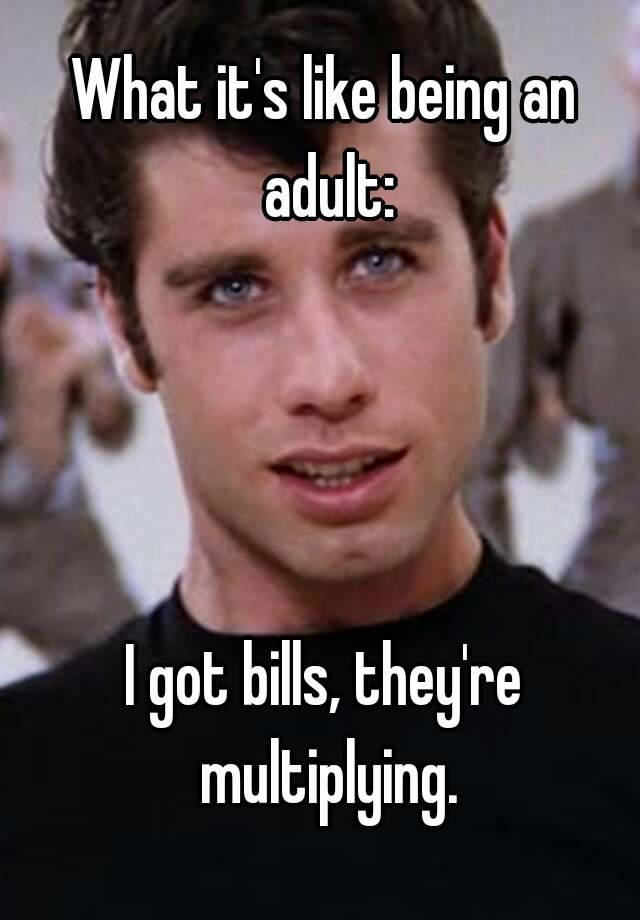 What it's like being an
adult:
I got bills, they're
multiplying.